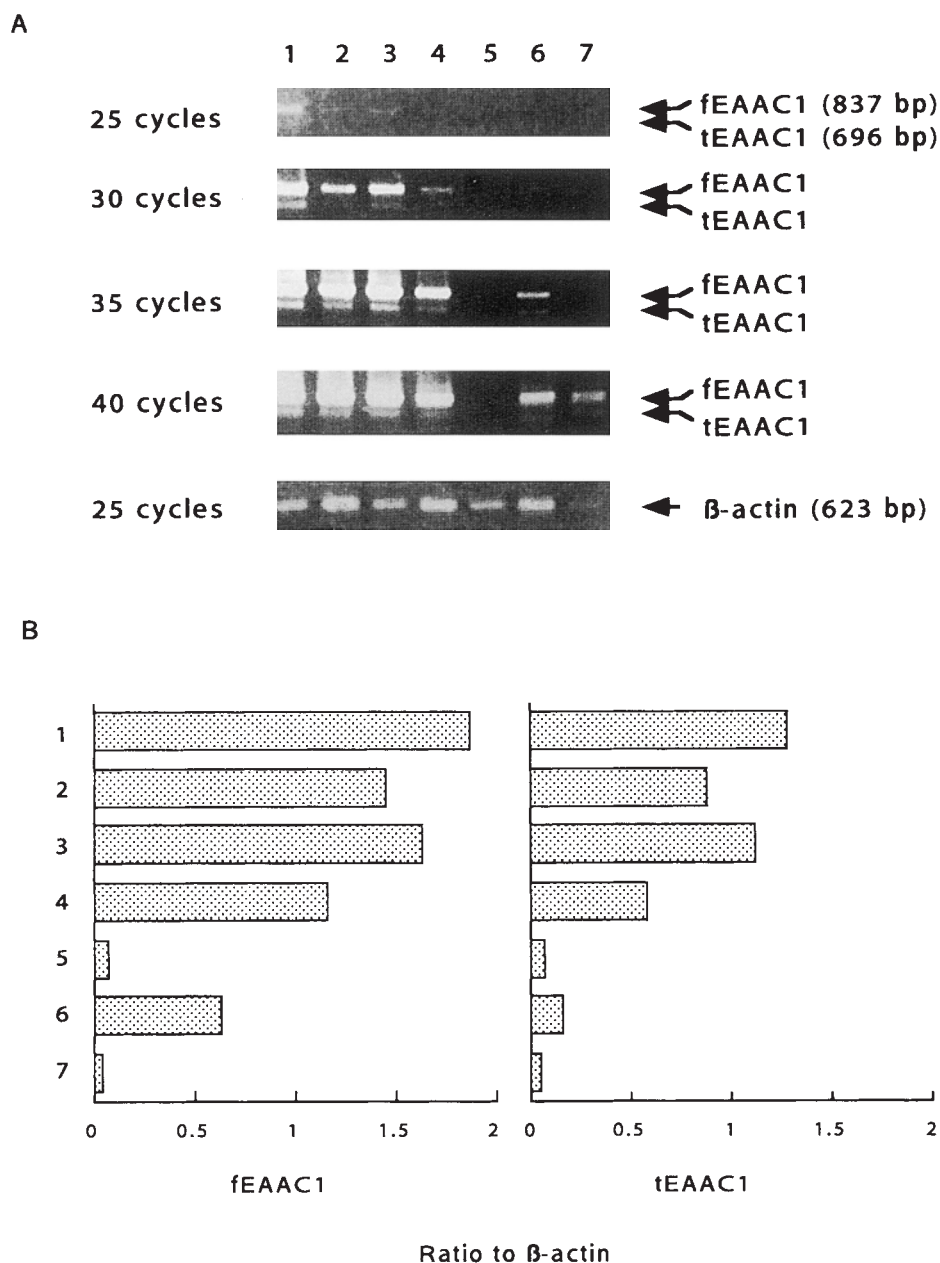 A
1 2 3 4 5 6 7
25 cycles
fEAAC1 (837 bp)
tEAAC1 (696 bp)
30 cycles
fEAAC1
tEAAC1
35 cycles
fEAAC1
tEAAC1
40 cycles
fEAAC1
tEAAC1
25 cycles
ß-actin (623 bp)
B
1
2
3
4
5
6
7
0 0.5 1 1.5 2
0 0.5 1 1.5 2
fEAAC1
tEAAC1
Ratio to ß-actin